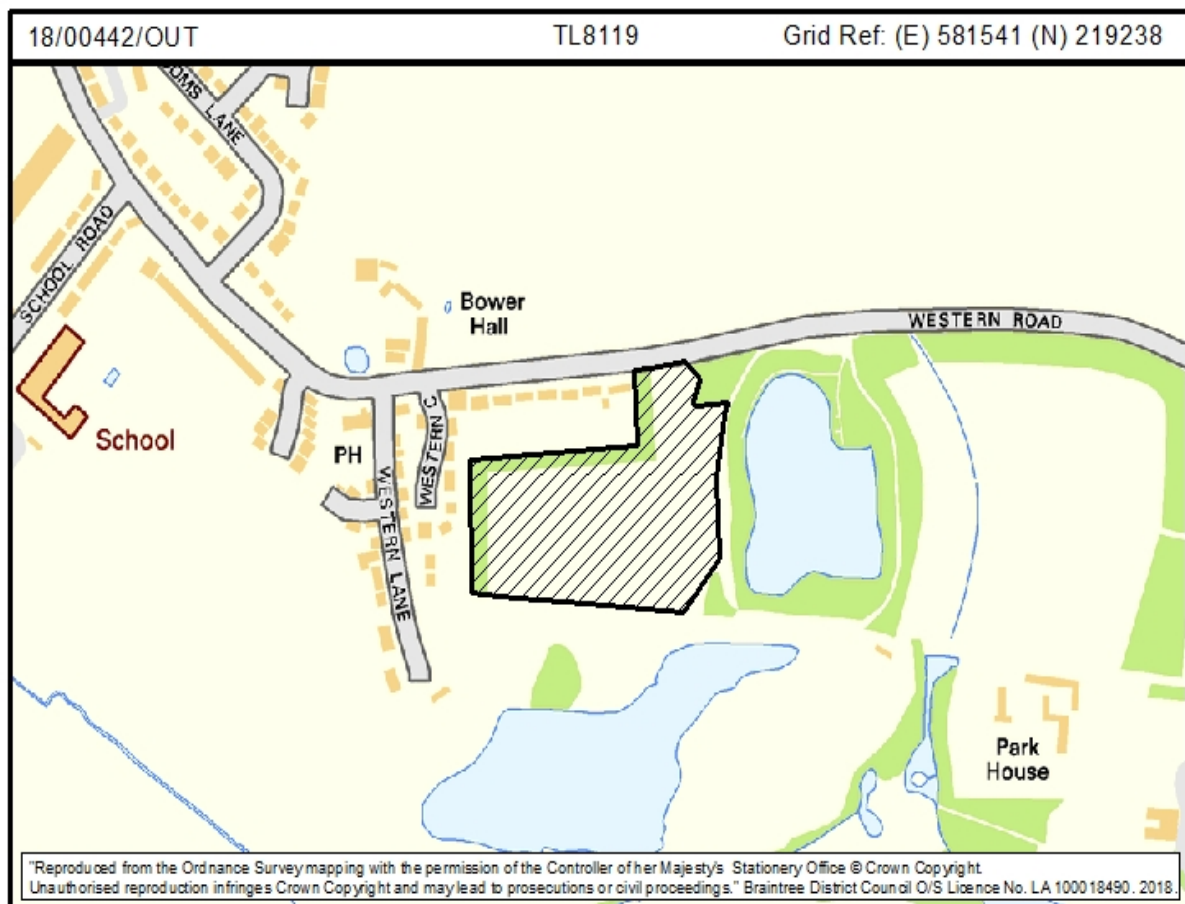 18/00442/OUT TL8119 Grid Ref: (E) 581541 (N) 219238
OOMS LANE
SCHOOL ROAD
Bower
Hall
WESTERN ROAD
School
PH
WESTERN C
WESTERN LANE
Park
House
"Reproduced from the Ordnance Survey mapping with the permission of the Controller of her Majesty's Stationery Office © Crown Copyright.
Unauthorised reproduction infringes Crown Copyright and may lead to prosecutions or civil proceedings." Braintree District Council O/S Licence No. LA 100018490. 2018.